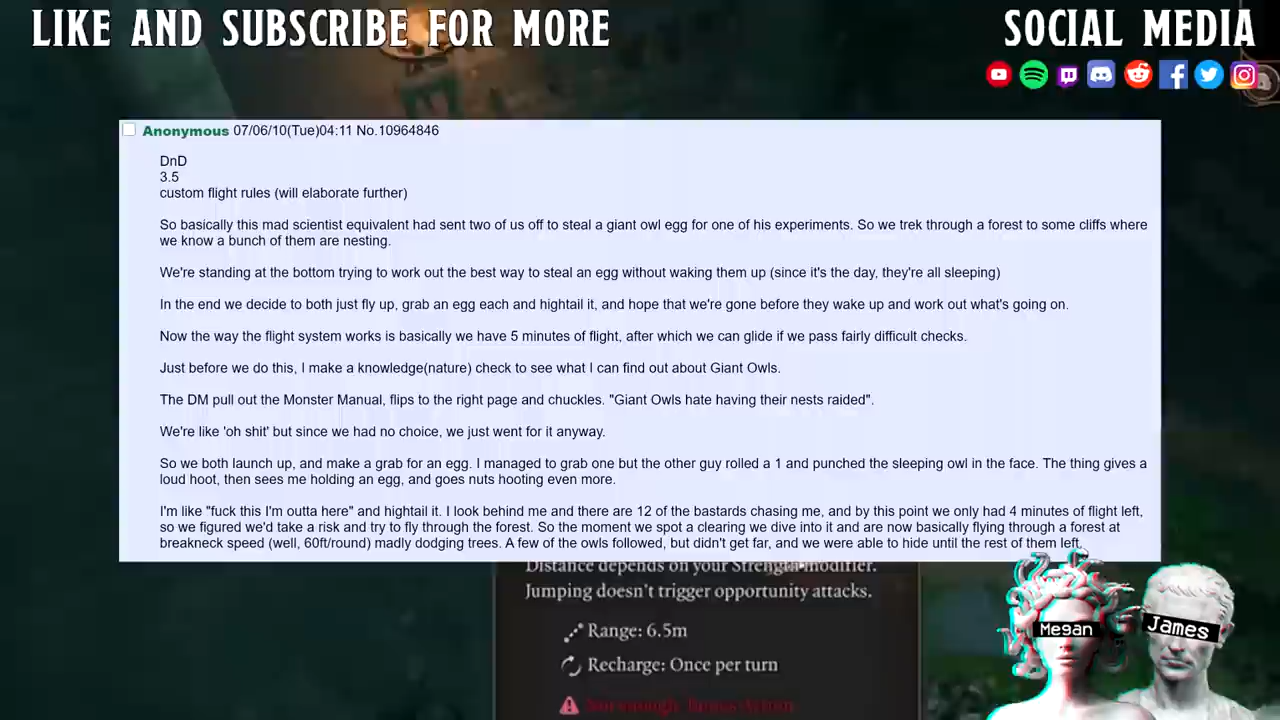 LIKE AND SUBSCRIBE FOR MORE
SOCIAL MEDIA
Anonymous 07/06/10(Tue)04:11 No.10964846
DnD
3.5
custom flight rules (will elaborate further)
So basically this mad scientist equivalent had sent two of us off to steal a giant owl egg for one of his experiments. So we trek through a forest to some cliffs where
we know a bunch of them are nesting.
We're standing at the bottom trying to work out the best way to steal an egg without waking them up (since it's the day, they're all sleeping)
In the end we decide to both just fly up, grab an egg each and hightail it, and hope that we're gone before they wake up and work out what's going on.
Now the way the flight system works is basically we have 5 minutes of flight, after which we can glide if we pass fairly difficult checks.
Just before we do this, I make a knowledge(nature) check to see what I can find out about Giant Owls.
The DM pull out the Monster Manual, flips to the right page and chuckles. "Giant Owls hate having their nests raided".
We're like 'oh shit' but since we had no choice, we just went for it anyway.
So we both launch up, and make a grab for an egg. I managed to grab one but the other guy rolled a 1 and punched the sleeping owl in the face. The thing gives a
loud hoot, then sees me holding an egg, and goes nuts hooting even more.
I'm like "fuck this I'm outta here" and hightail it. I look behind me and there are 12 of the bastards chasing me, and by this point we only had 4 minutes of flight left,
so we figured we'd take a risk and try to fly through the forest. So the moment we spot a clearing we dive into it and are now basically flying through a forest at
breakneck speed (well, 60ft/round) madly dodging trees. A few of the owls followed, but didn't get far, and we were able to hide until the rest of them left.
Distance depends on your Strength modifier.
Jumping doesn't trigger opportunity attacks.
Range: 6.5m
Recharge: Once per turn
Not enough: Bonus Action
Megan
James